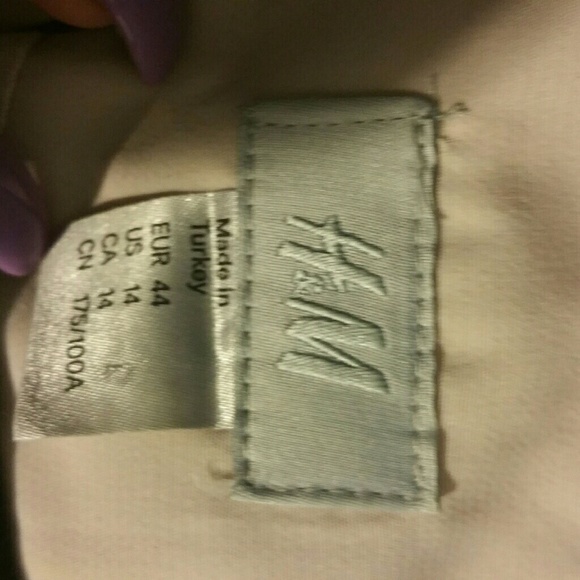 H&M
Made in
Turkey
EUR 44
US 14
CA 14
CN 175/100A